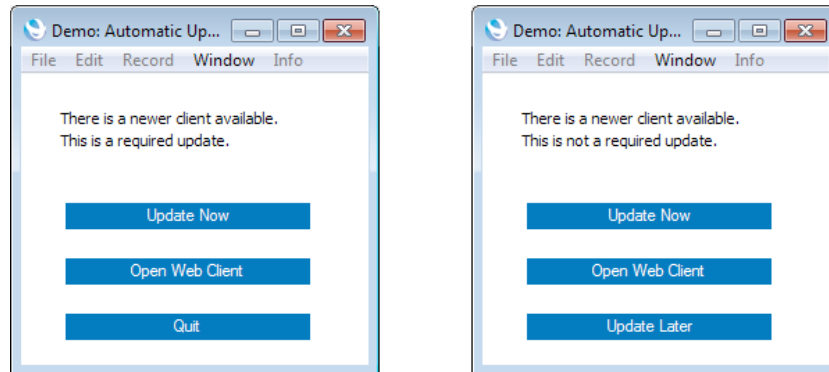 Demo: Automatic Up...
File Edit Record Window Info
There is a newer client available.
This is a required update.
Update Now
Open Web Client
Quit
Demo: Automatic Up...
File Edit Record Window Info
There is a newer client available.
This is not a required update.
Update Now
Open Web Client
Update Later